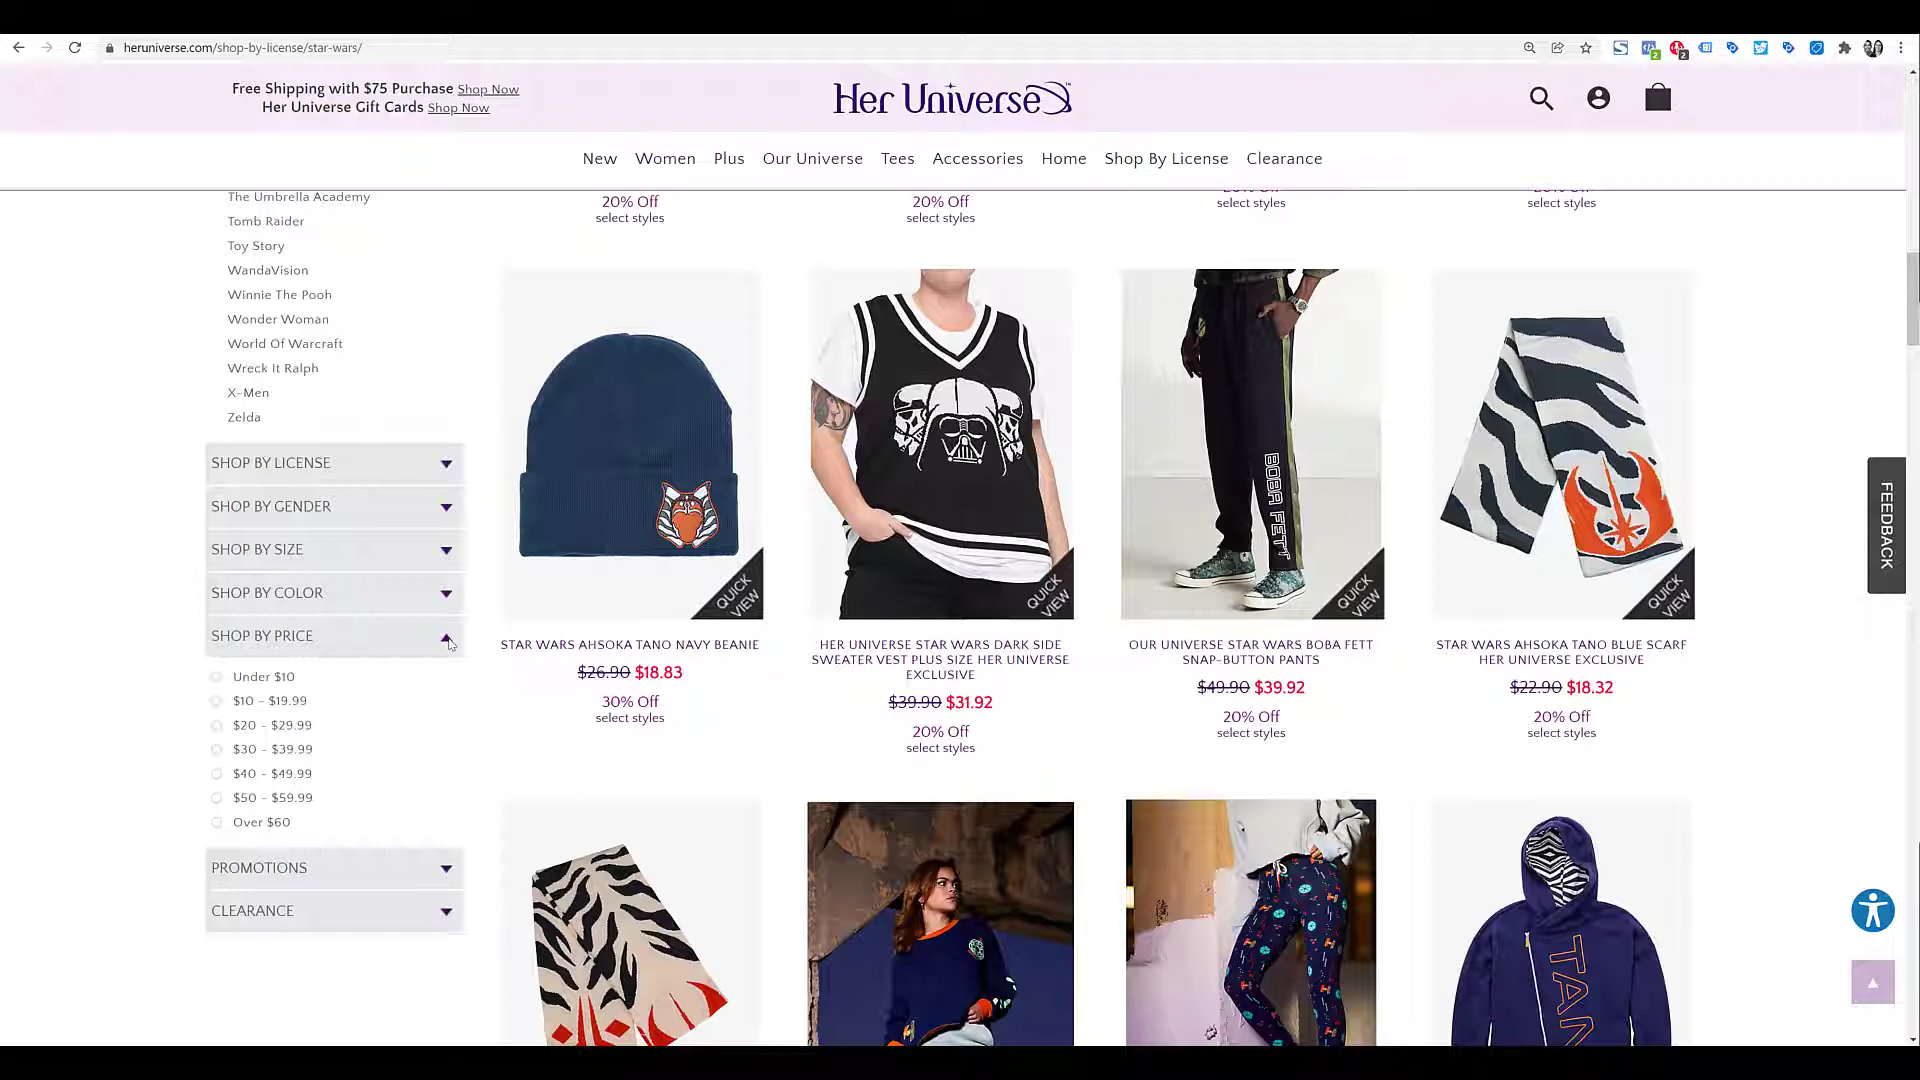 heruniverse.com/shop-by-license/star-wars/
Free Shipping with $75 Purchase Shop Now
Her Universe Gift Cards Shop Now
Her Universe
New Women Plus Our Universe Tees Accessories Home Shop By License Clearance
The Umbrella Academy
Tomb Raider
Toy Story
WandaVision
Winnie The Pooh
Wonder Woman
World Of Warcraft
Wreck It Ralph
X-Men
Zelda
SHOP BY LICENSE
SHOP BY GENDER
SHOP BY SIZE
SHOP BY COLOR
SHOP BY PRICE
Under $10
$10 - $19.99
$20 - $29.99
$30 - $39.99
$40 - $49.99
$50 - $59.99
Over $60
PROMOTIONS
CLEARANCE
20% Off
select styles
20% Off
select styles
select styles
select styles
QUICK VIEW
STAR WARS AHSOKA TANO NAVY BEANIE
$26.90 $18.83
30% Off
select styles
QUICK VIEW
HER UNIVERSE STAR WARS DARK SIDE
SWEATER VEST PLUS SIZE HER UNIVERSE
EXCLUSIVE
$39.90 $31.92
20% Off
select styles
BOBA FETT
QUICK VIEW
OUR UNIVERSE STAR WARS BOBA FETT
SNAP-BUTTON PANTS
$49.90 $39.92
20% Off
select styles
QUICK VIEW
STAR WARS AHSOKA TANO BLUE SCARF
HER UNIVERSE EXCLUSIVE
$22.90 $18.32
20% Off
select styles
TAN
FEEDBACK
2
2